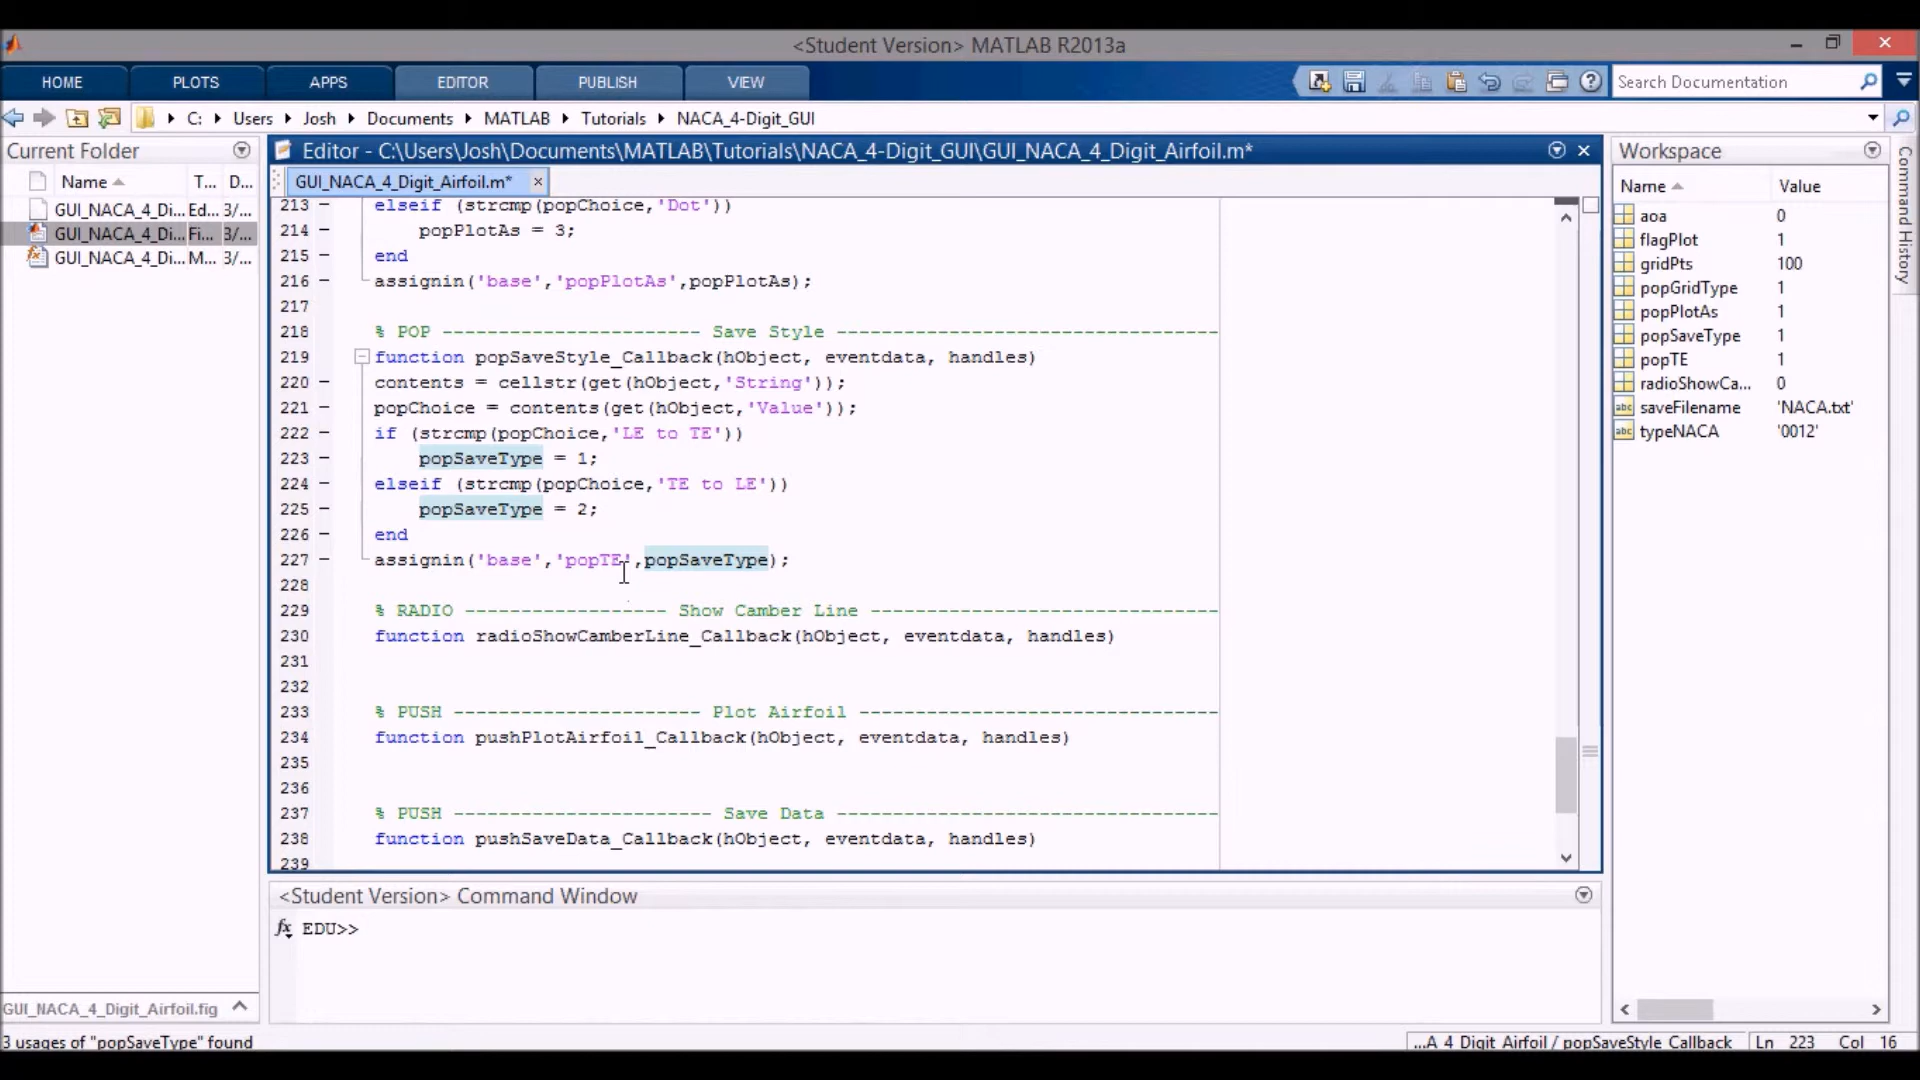 <Student Version> MATLAB R2013a
HOME PLOTS APPS EDITOR PUBLISH VIEW Search Documentation
C: Users Josh Documents MATLAB Tutorials NACA_4-Digit_GUI
Current Folder
Name T... D...
GUI_NACA_4_Di... Ed... 3/...
GUI_NACA_4_Di... Fi... 3/...
GUI_NACA_4_Di... M... 3/...
GUI_NACA_4_Digit_Airfoil.fig
Editor - C:\Users\Josh\Documents\MATLAB\Tutorials\NACA_4-Digit_GUI\GUI_NACA_4_Digit_Airfoil.m*
GUI_NACA_4_Digit_Airfoil.m*
213 - elseif (strcmp(popChoice,'Dot'))
214 - popPlotAs = 3;
215 - end
216 - assignin('base','popPlotAs',popPlotAs);
217
218 % POP ----------------------- Save Style ----------------------------------
219 - function popSaveStyle_Callback(hObject, eventdata, handles)
220 - contents = cellstr(get(hObject,'String'));
221 - popChoice = contents(get(hObject,'Value'));
222 - if (strcmp(popChoice,'LE to TE'))
223 - popSaveType = 1;
224 - elseif (strcmp(popChoice,'TE to LE'))
225 - popSaveType = 2;
226 - end
227 - assignin('base','popTE',popSaveType);
228
229 % RADIO ------------------ Show Camber Line -------------------------------
230 - function radioShowCamberLine_Callback(hObject, eventdata, handles)
231
232
233 % PUSH ---------------------- Plot Airfoil --------------------------------
234 - function pushPlotAirfoil_Callback(hObject, eventdata, handles)
235
236
237 % PUSH ----------------------- Save Data ----------------------------------
238 - function pushSaveData_Callback(hObject, eventdata, handles)
239
<Student Version> Command Window
fx EDU>>
Workspace
Name Value
aoa 0
flagPlot 1
gridPts 100
popGridType 1
popPlotAs 1
popSaveType 1
popTE 1
radioShowCa... 0
abc saveFilename 'NACA.txt'
abc typeNACA '0012'
Command History
3 usages of "popSaveType" found
...A_4_Digit_Airfoil / popSaveStyle_Callback Ln 223 Col 16